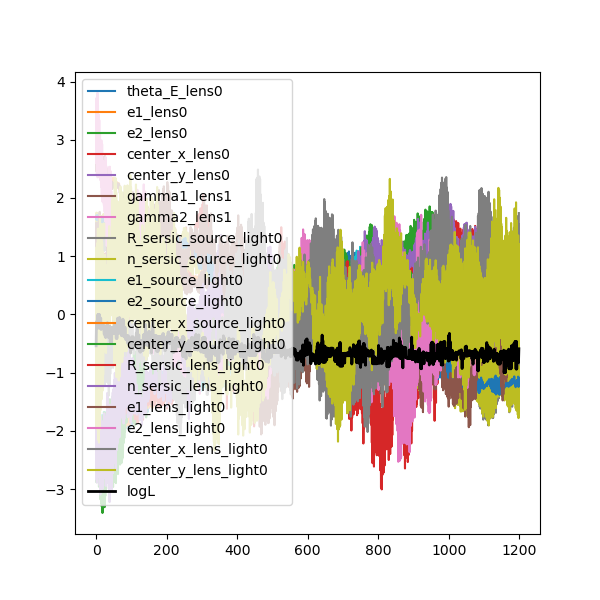 4
3
2
1
0
−1
−2
−3
theta_E_lens0
e1_lens0
e2_lens0
center_x_lens0
center_y_lens0
gamma1_lens1
gamma2_lens1
R_sersic_source_light0
n_sersic_source_light0
e1_source_light0
e2_source_light0
center_x_source_light0
center_y_source_light0
R_sersic_lens_light0
n_sersic_lens_light0
e1_lens_light0
e2_lens_light0
center_x_lens_light0
center_y_lens_light0
logL
0 200 400 600 800 1000 1200